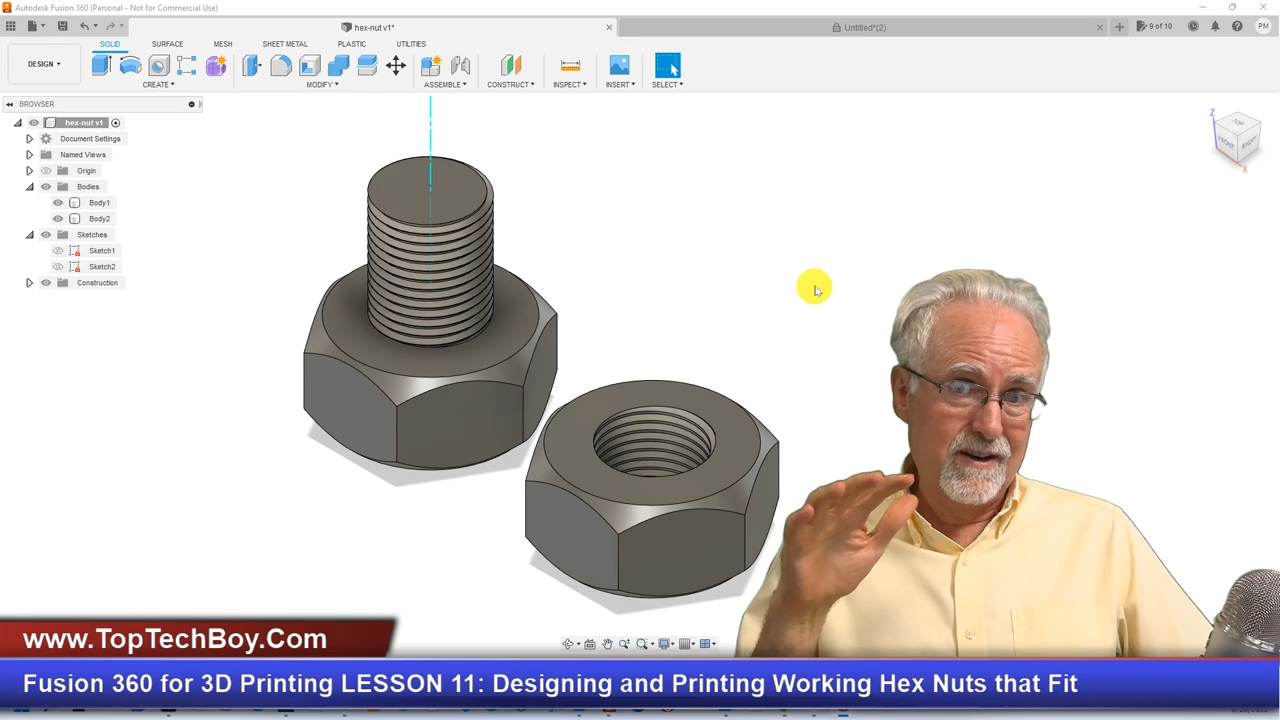 Autodesk Fusion 360 (Personal - Not for Commercial Use)
hex-nut v1*
Untitled*(2)
9 of 10
PM
DESIGN
SOLID
SURFACE
MESH
SHEET METAL
PLASTIC
UTILITIES
CREATE
MODIFY
ASSEMBLE
CONSTRUCT
INSPECT
INSERT
SELECT
BROWSER
hex-nut v1
Document Settings
Named Views
Origin
Bodies
Body1
Body2
Sketches
Sketch1
Sketch2
Construction
Z
TOP
FRONT
RIGHT
X
www.TopTechBoy.Com
Fusion 360 for 3D Printing LESSON 11: Designing and Printing Working Hex Nuts that Fit